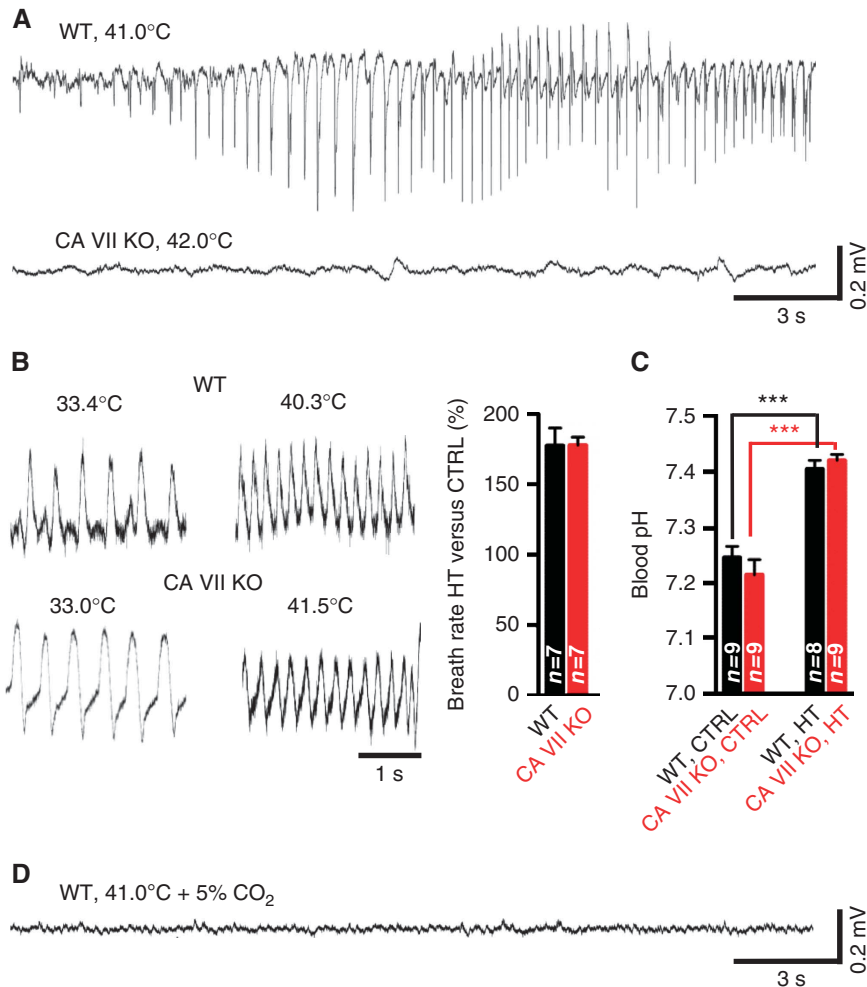 A
WT, 41.0°C
CA VII KO, 42.0°C
0.2 mV
3 s
B
WT
33.4°C
40.3°C
CA VII KO
33.0°C
41.5°C
1 s
Breath rate HT versus CTRL (%)
200
150
100
50
0
n=7
n=7
WT
CA VII KO
C
Blood pH
7.5
7.4
7.3
7.2
7.1
7.0
***
***
n=9
n=9
n=8
n=9
WT, CTRL
CA VII KO, CTRL
WT, HT
CA VII KO, HT
D
WT, 41.0°C + 5% CO₂
0.2 mV
3 s